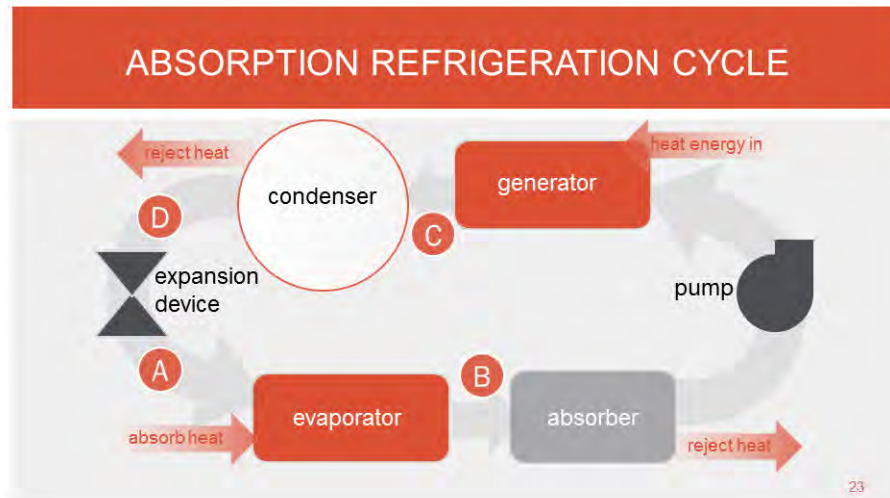 ABSORPTION REFRIGERATION CYCLE
reject heat
heat energy in
condenser
generator
D
C
expansion
device
pump
A
B
evaporator
absorber
absorb heat
reject heat
23